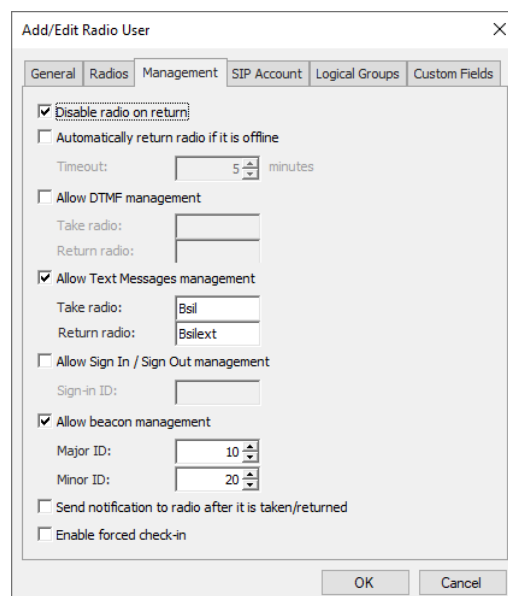 Add/Edit Radio User
General Radios Management SIP Account Logical Groups Custom Fields
Disable radio on return
Automatically return radio if it is offline
Timeout: 5 minutes
Allow DTMF management
Take radio:
Return radio:
Allow Text Messages management
Take radio: Bsil
Return radio: Bsilext
Allow Sign In / Sign Out management
Sign-in ID:
Allow beacon management
Major ID: 10
Minor ID: 20
Send notification to radio after it is taken/returned
Enable forced check-in
OK Cancel